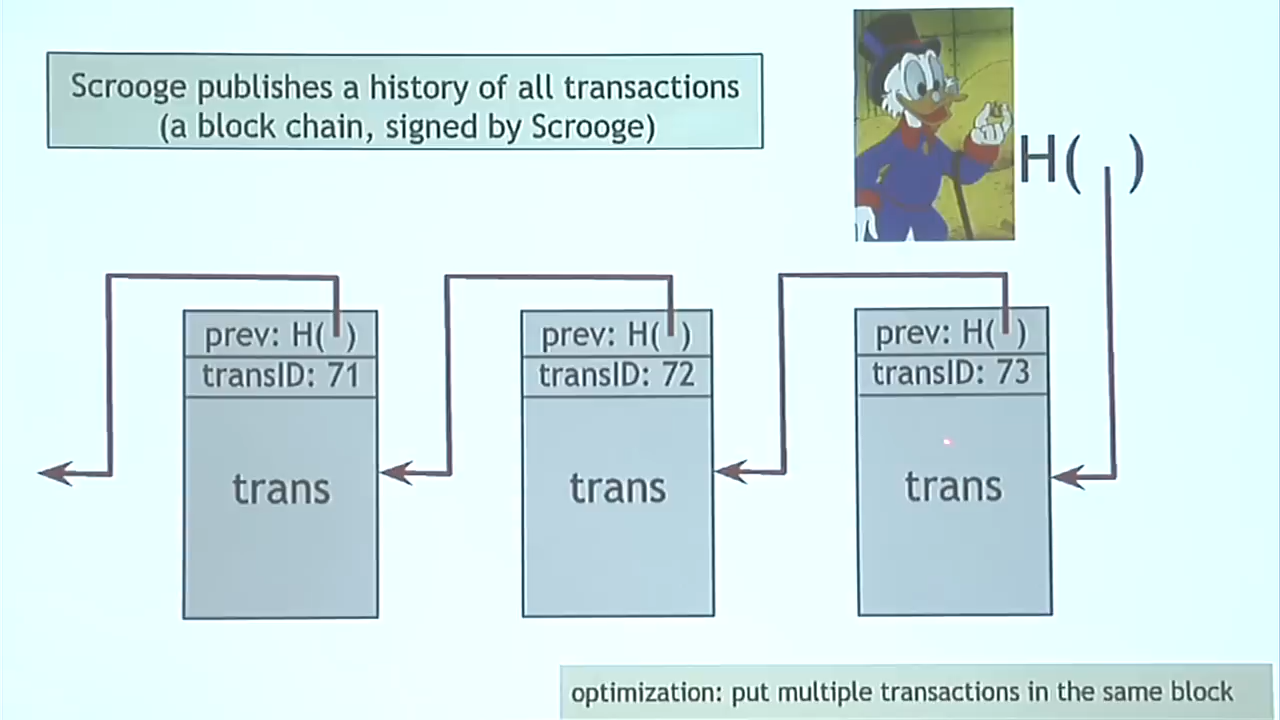 Scrooge publishes a history of all transactions
(a block chain, signed by Scrooge)
H( )
prev: H( )
transID: 71
trans
prev: H( )
transID: 72
trans
prev: H( )
transID: 73
trans
optimization: put multiple transactions in the same block